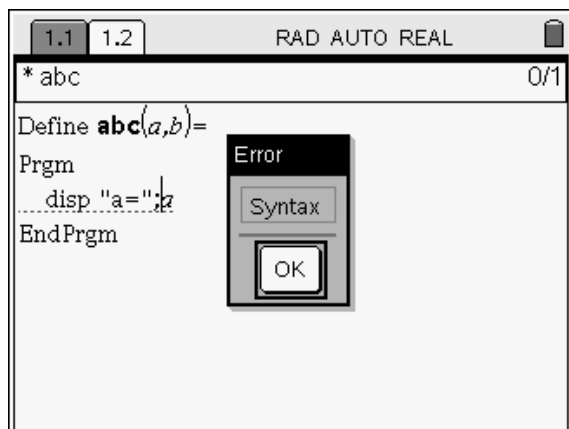 1.1 1.2 RAD AUTO REAL
* abc 0/1
Define abc(a,b)=
Prgm
disp "a=";a
EndPrgm
Error
Syntax
OK